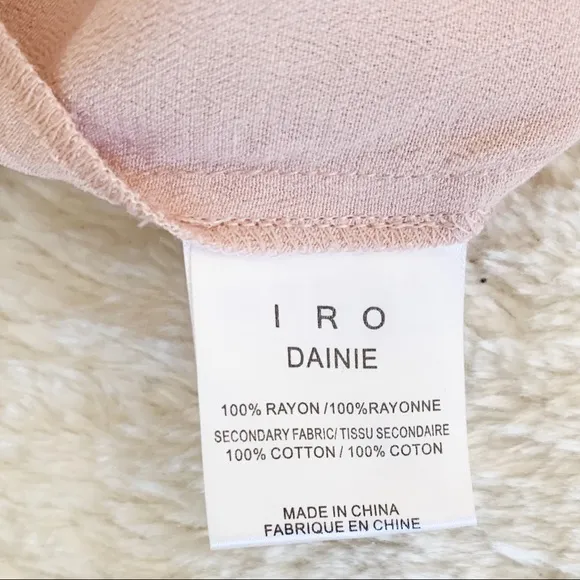 I R O
DAINIE
100% RAYON /100%RAYONNE
SECONDARY FABRIC/ TISSU SECONDAIRE
100% COTTON / 100% COTON
MADE IN CHINA
FABRIQUE EN CHINE